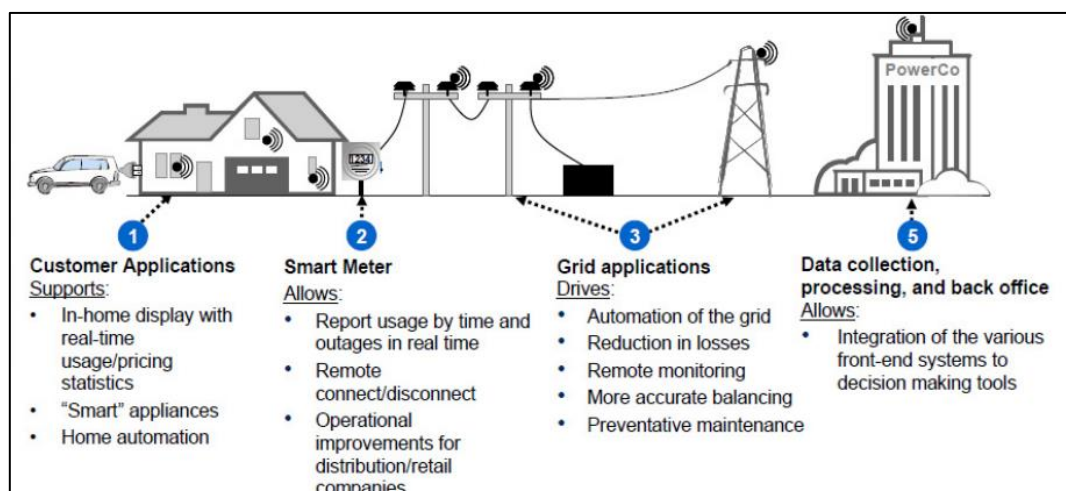 PowerCo
1234
1
2
3
5
Customer Applications
Supports:
• In-home display with
real-time
usage/pricing
statistics
• “Smart” appliances
• Home automation
Smart Meter
Allows:
• Report usage by time and
outages in real time
• Remote
connect/disconnect
• Operational
improvements for
distribution/retail
companies
Grid applications
Drives:
• Automation of the grid
• Reduction in losses
• Remote monitoring
• More accurate balancing
• Preventative maintenance
Data collection,
processing, and back office
Allows:
• Integration of the various
front-end systems to
decision making tools